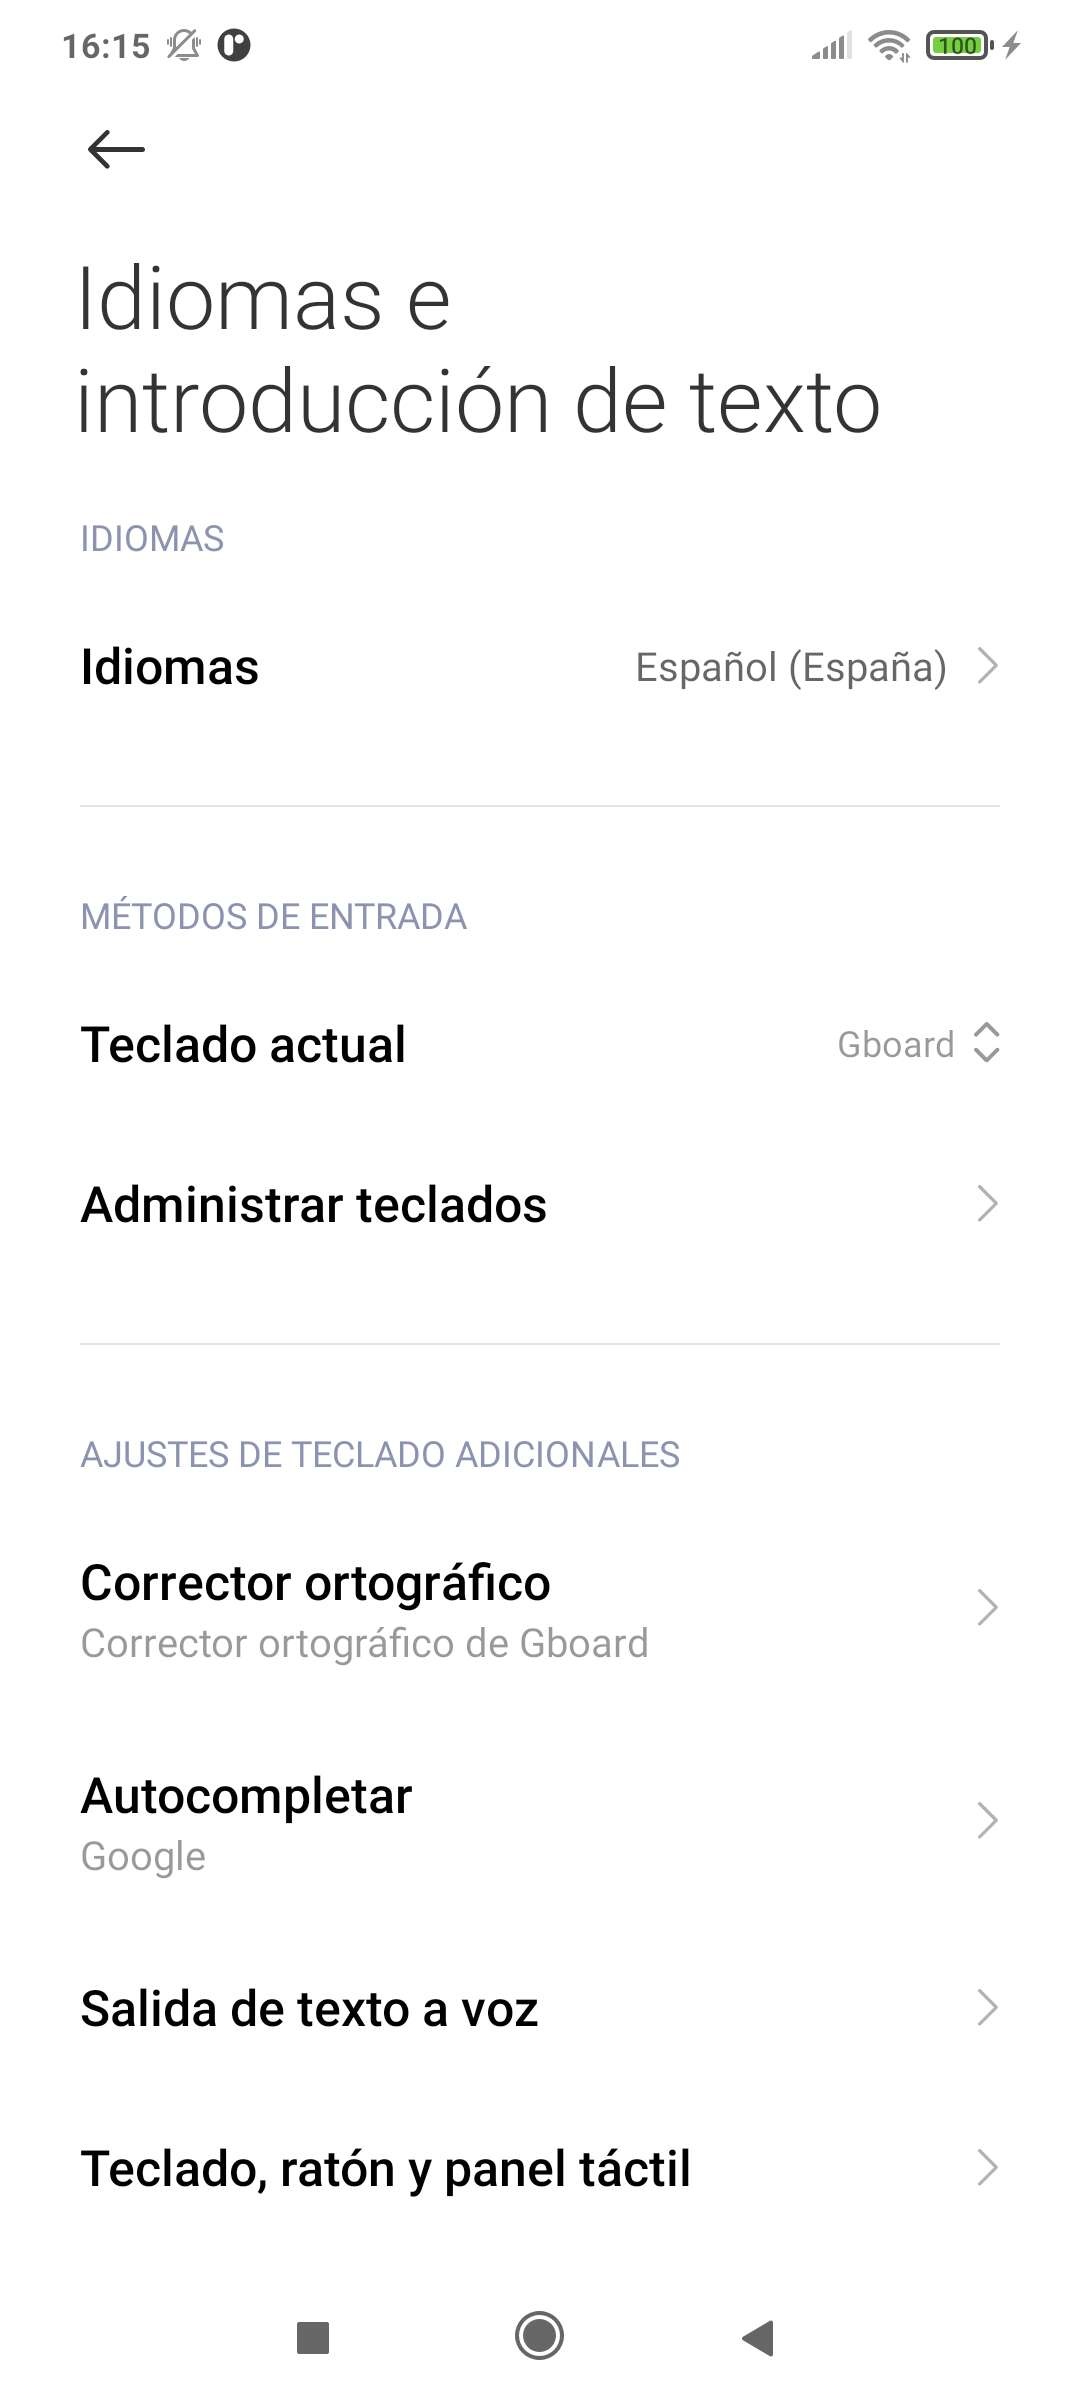 16:15
100
Idiomas e
introducción de texto
IDIOMAS
Idiomas Español (España)
MÉTODOS DE ENTRADA
Teclado actual Gboard
Administrar teclados
AJUSTES DE TECLADO ADICIONALES
Corrector ortográfico
Corrector ortográfico de Gboard
Autocompletar
Google
Salida de texto a voz
Teclado, ratón y panel táctil